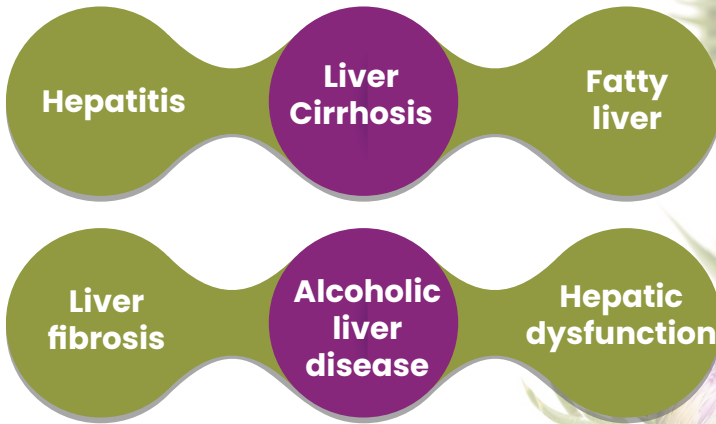 Hepatitis
Liver
Cirrhosis
Fatty
liver
Liver
fibrosis
Alcoholic
liver
disease
Hepatic
dysfunction